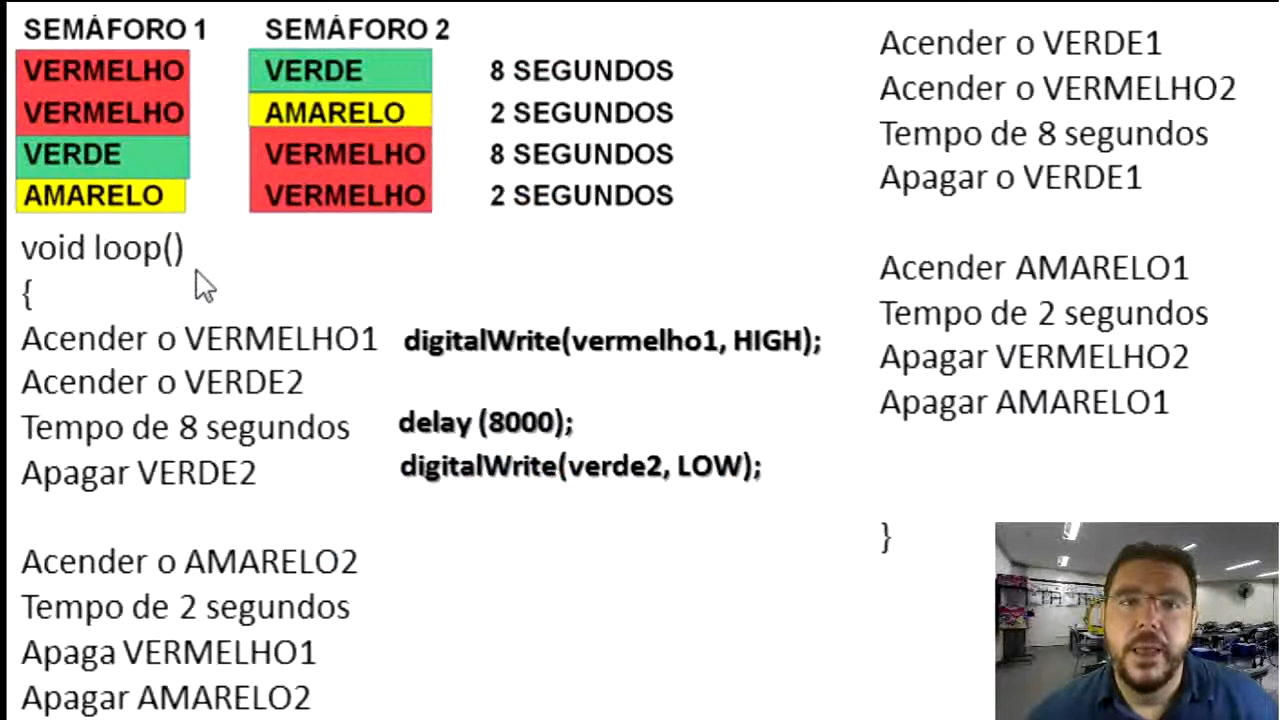 SEMÁFORO 1 SEMÁFORO 2
VERMELHO VERDE 8 SEGUNDOS
VERMELHO AMARELO 2 SEGUNDOS
VERDE VERMELHO 8 SEGUNDOS
AMARELO VERMELHO 2 SEGUNDOS
void loop()
{
Acender o VERMELHO1 digitalWrite(vermelho1, HIGH);
Acender o VERDE2
Tempo de 8 segundos delay (8000);
Apagar VERDE2 digitalWrite(verde2, LOW);
Acender o AMARELO2
Tempo de 2 segundos
Apaga VERMELHO1
Apagar AMARELO2
Acender o VERDE1
Acender o VERMELHO2
Tempo de 8 segundos
Apagar o VERDE1
Acender AMARELO1
Tempo de 2 segundos
Apagar VERMELHO2
Apagar AMARELO1
}